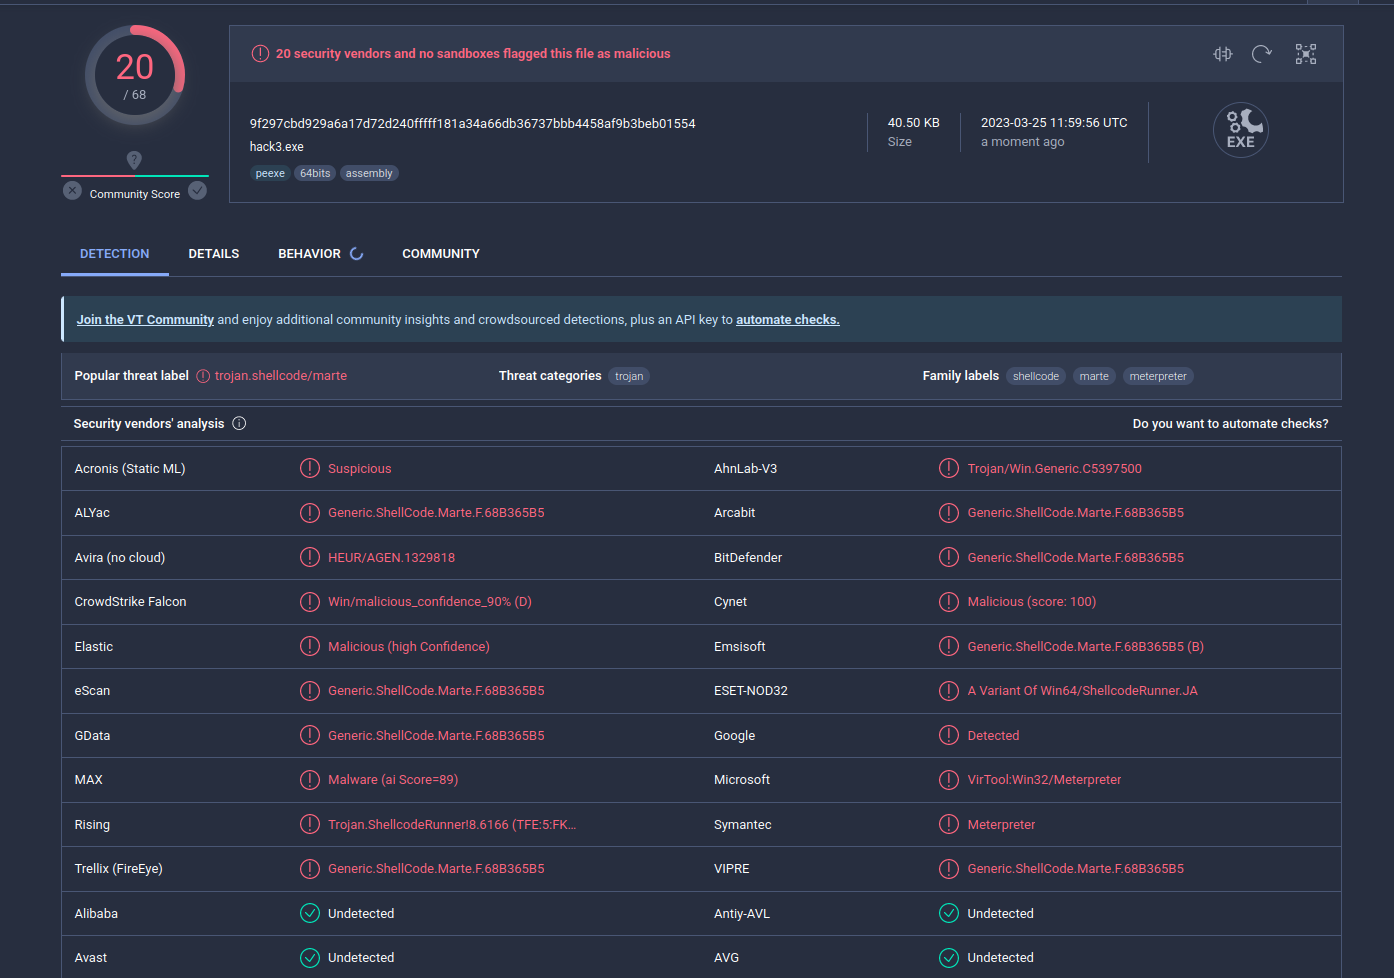 20
/ 68
?
Community Score
20 security vendors and no sandboxes flagged this file as malicious
9f297cbd929a6a17d72d240fffff181a34a66db36737bbb4458af9b3beb01554
hack3.exe
peexe 64bits assembly
40.50 KB
Size
2023-03-25 11:59:56 UTC
a moment ago
EXE
DETECTION DETAILS BEHAVIOR COMMUNITY
Join the VT Community and enjoy additional community insights and crowdsourced detections, plus an API key to automate checks.
Popular threat label trojan.shellcode/marte Threat categories trojan Family labels shellcode marte meterpreter
Security vendors' analysis Do you want to automate checks?
Acronis (Static ML) Suspicious AhnLab-V3 Trojan/Win.Generic.C5397500
ALYac Generic.ShellCode.Marte.F.68B365B5 Arcabit Generic.ShellCode.Marte.F.68B365B5
Avira (no cloud) HEUR/AGEN.1329818 BitDefender Generic.ShellCode.Marte.F.68B365B5
CrowdStrike Falcon Win/malicious_confidence_90% (D) Cynet Malicious (score: 100)
Elastic Malicious (high Confidence) Emsisoft Generic.ShellCode.Marte.F.68B365B5 (B)
eScan Generic.ShellCode.Marte.F.68B365B5 ESET-NOD32 A Variant Of Win64/ShellcodeRunner.JA
GData Generic.ShellCode.Marte.F.68B365B5 Google Detected
MAX Malware (ai Score=89) Microsoft VirTool:Win32/Meterpreter
Rising Trojan.ShellcodeRunner!8.6166 (TFE:5:FK... Symantec Meterpreter
Trellix (FireEye) Generic.ShellCode.Marte.F.68B365B5 VIPRE Generic.ShellCode.Marte.F.68B365B5
Alibaba Undetected Antiy-AVL Undetected
Avast Undetected AVG Undetected